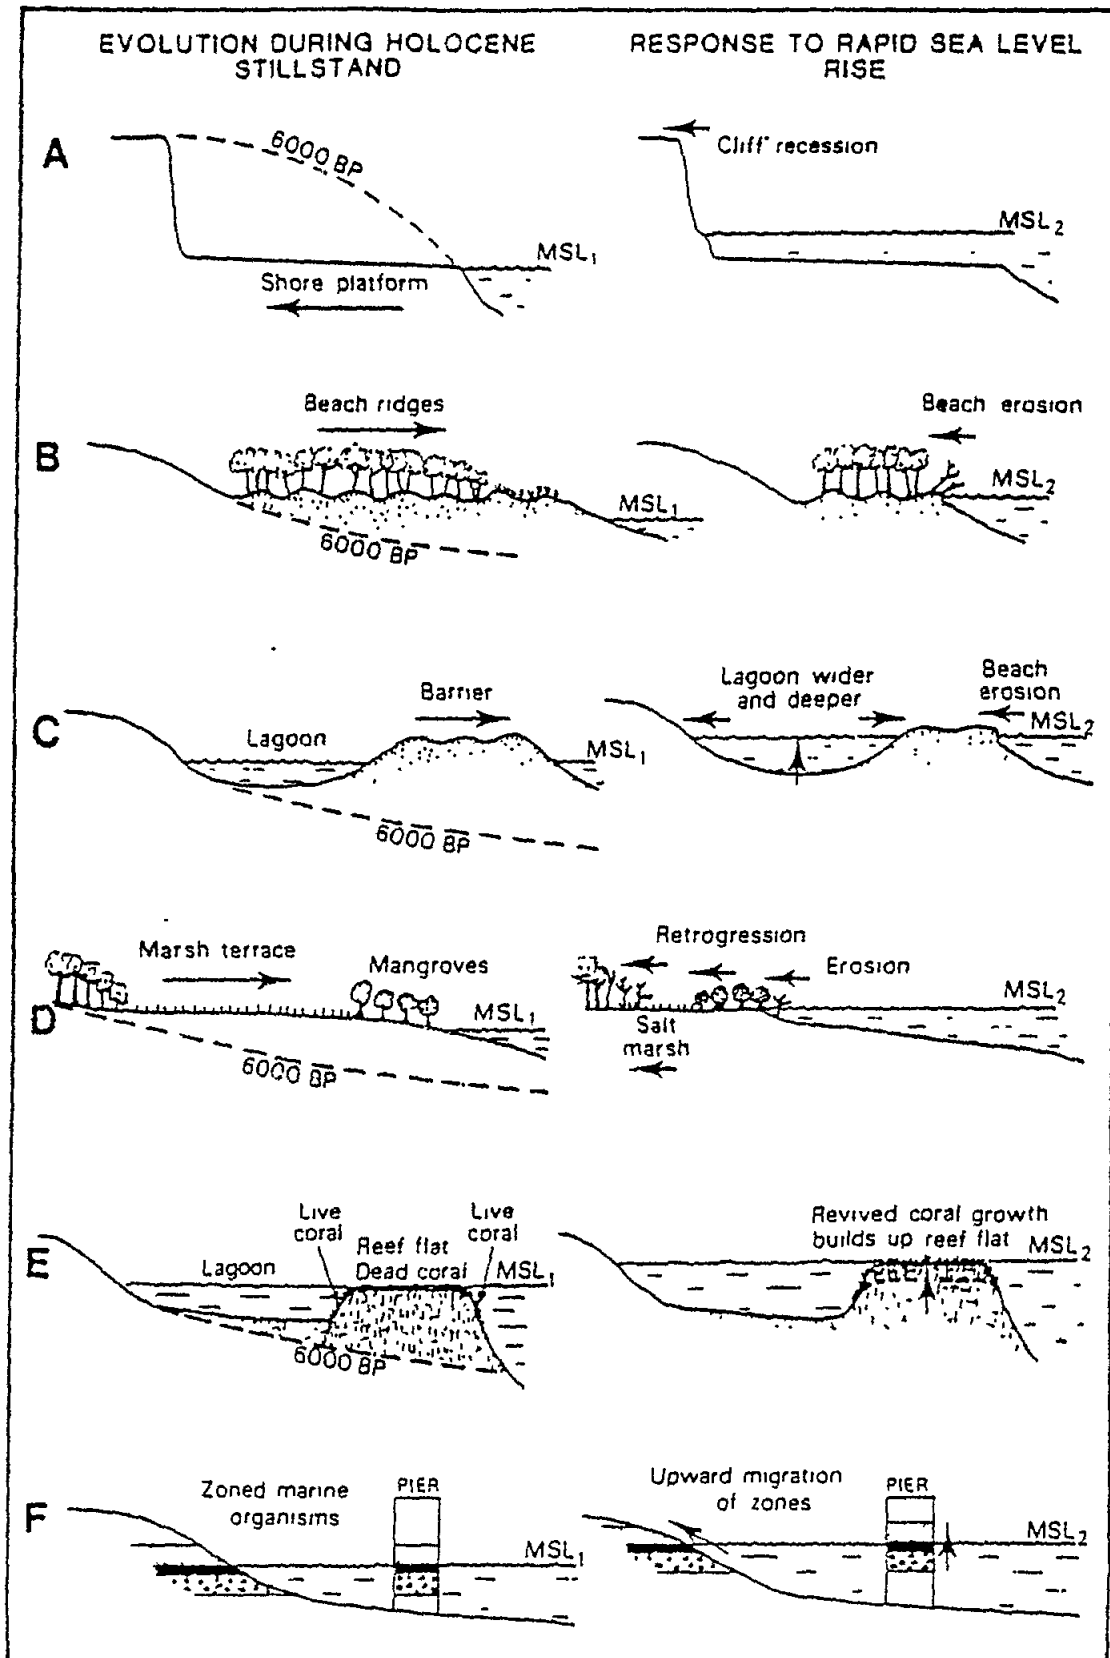 EVOLUTION DURING HOLOCENE
STILLSTAND
RESPONSE TO RAPID SEA LEVEL
RISE
A
6000 BP
MSL1
Shore platform
Cliff recession
MSL2
B
Beach ridges
MSL1
6000 BP
Beach erosion
MSL2
C
Lagoon
Barrier
MSL1
6000 BP
Lagoon wider
and deeper
Beach
erosion
MSL2
D
Marsh terrace
Mangroves
MSL1
6000 BP
Retrogression
Erosion
MSL2
Salt
marsh
E
Lagoon
Live
coral
Reef flat
Dead coral
Live
coral
MSL1
6000 BP
Revived coral growth
builds up reef flat
MSL2
F
Zoned marine
organisms
PIER
MSL1
Upward migration
of zones
PIER
MSL2